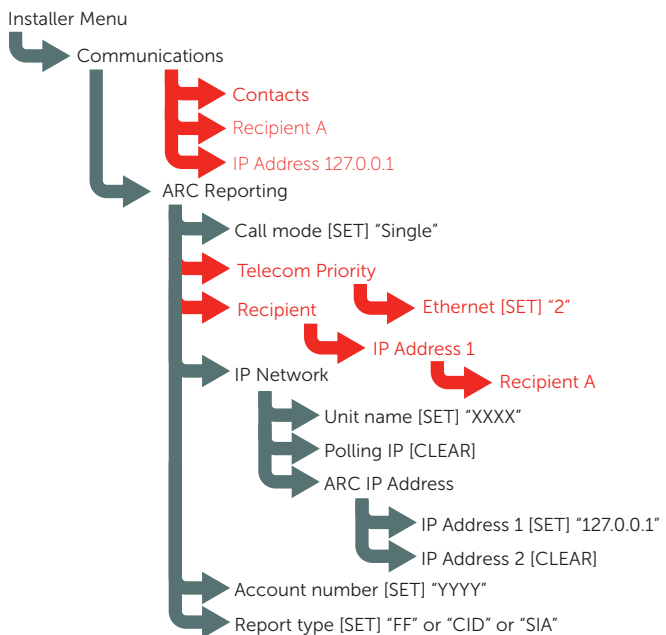 Installer Menu
Communications
Contacts
Recipient A
IP Address 127.0.0.1
ARC Reporting
Call mode [SET] “Single”
Telecom Priority
Ethernet [SET] “2”
Recipient
IP Address 1
Recipient A
IP Network
Unit name [SET] “XXXX”
Polling IP [CLEAR]
ARC IP Address
IP Address 1 [SET] “127.0.0.1”
IP Address 2 [CLEAR]
Account number [SET] “YYYY”
Report type [SET] “FF” or “CID” or “SIA”